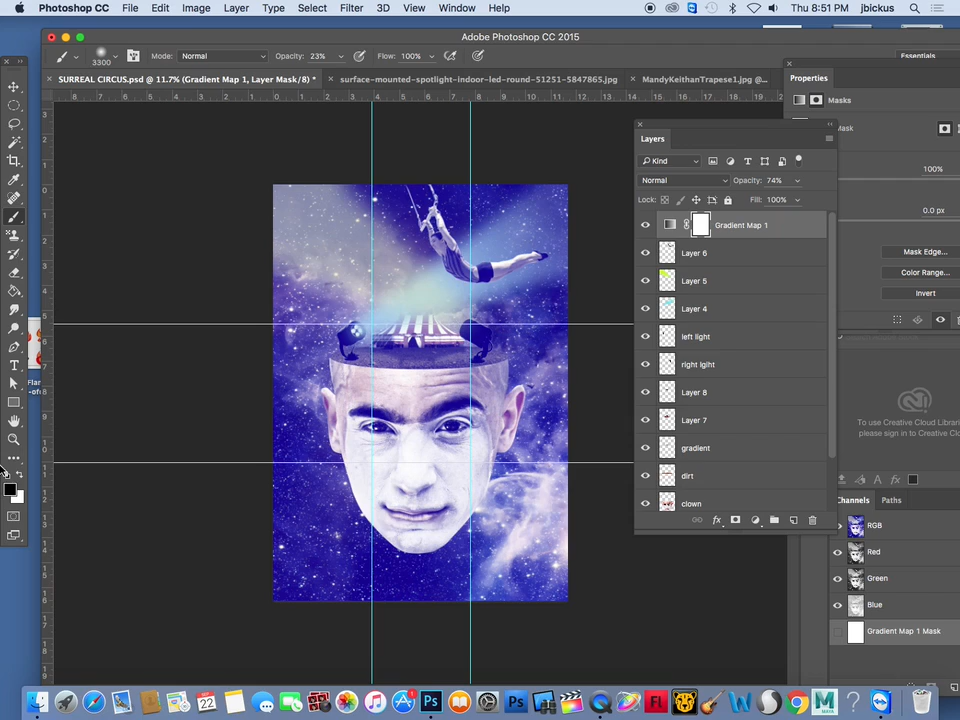 Photoshop CC File Edit Image Layer Type Select Filter 3D View Window Help Thu 8:51 PM jbickus
Adobe Photoshop CC 2015
3300 Mode: Normal Opacity: 23% Flow: 100% Essentials
SURREAL CIRCUS.psd @ 11.7% (Gradient Map 1, Layer Mask/8) * surface-mounted-spotlight-indoor-led-round-51251-5847865.jpg MandyKeithanTrapese1.jpg @...
Properties
Masks
Mask
100%
0.0 px
Mask Edge...
Color Range...
Invert
Layers
Kind
Normal Opacity: 74%
Lock: Fill: 100%
Gradient Map 1
Layer 6
Layer 5
Layer 4
left light
right lgiht
Layer 8
Layer 7
gradient
dirt
clown
To use Creative Cloud Libraries
please sign in to Creative Cloud
Channels Paths
RGB
Red
Green
Blue
Gradient Map 1 Mask
Flan
SEP
22